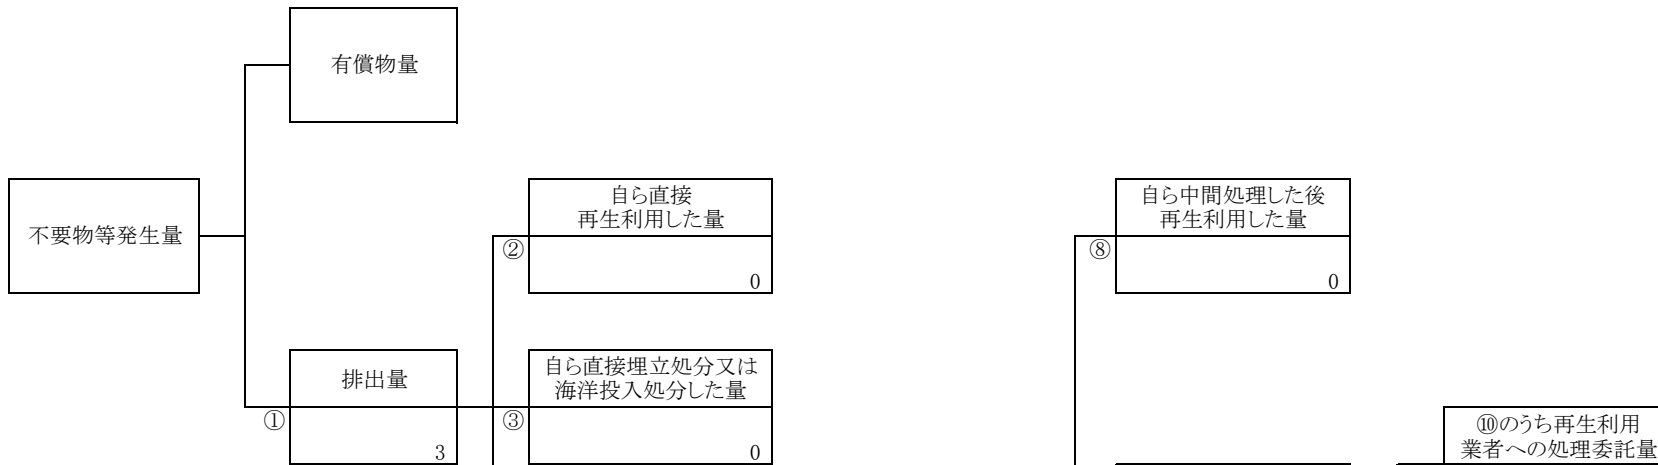 有償物量
不要物等発生量
自ら直接
再生利用した量
②
0
自ら中間処理した後
再生利用した量
⑧
0
排出量
①
3
自ら直接埋立処分又は
海洋投入処分した量
③
0
⑩のうち再生利用
業者への処理委託量